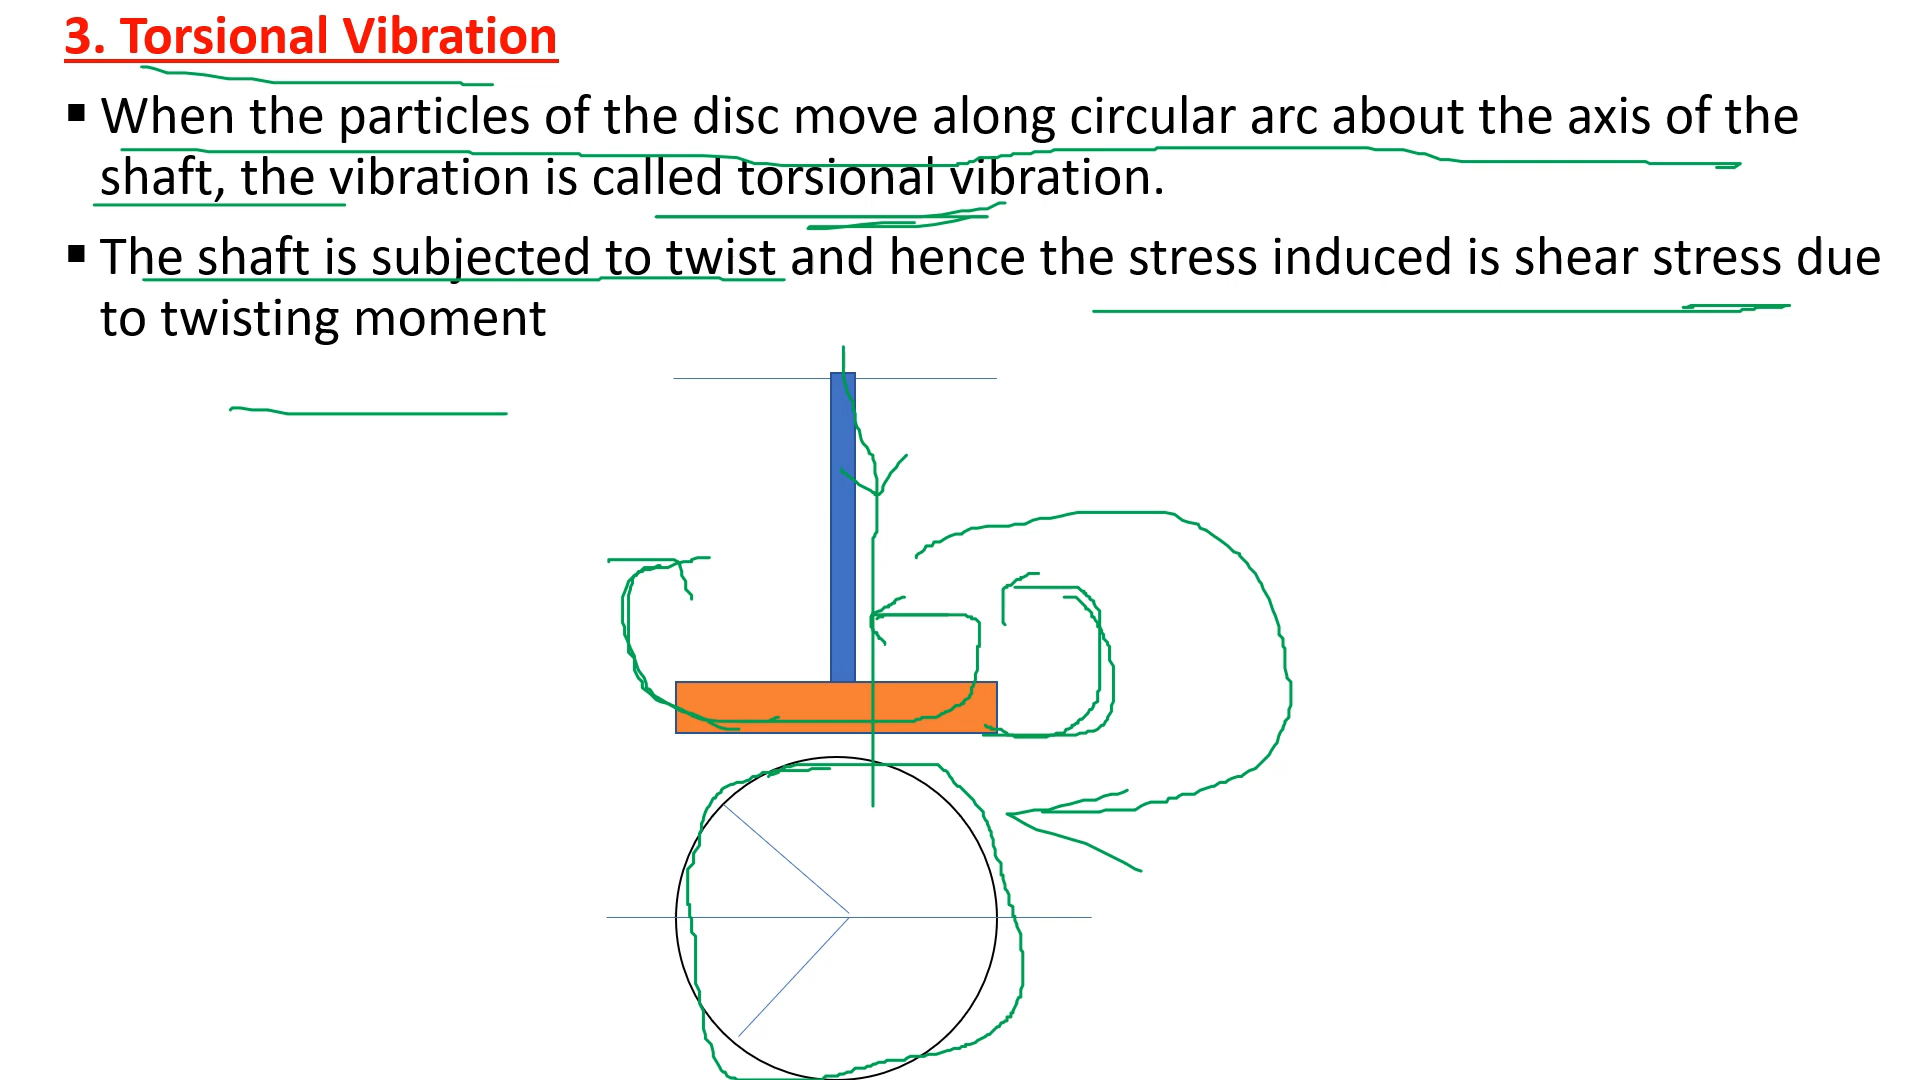 3. Torsional Vibration
▪ When the particles of the disc move along circular arc about the axis of the
shaft, the vibration is called torsional vibration.
▪ The shaft is subjected to twist and hence the stress induced is shear stress due
to twisting moment